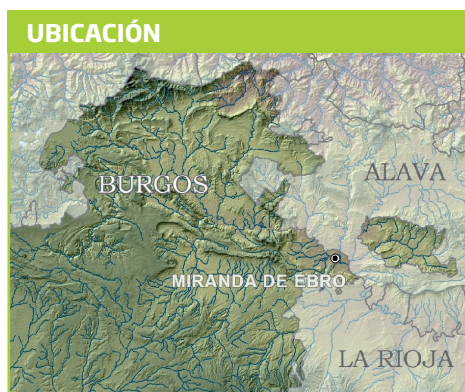 UBICACIÓN
ALAVA
BURGOS
MIRANDA DE EBRO
LA RIOJA